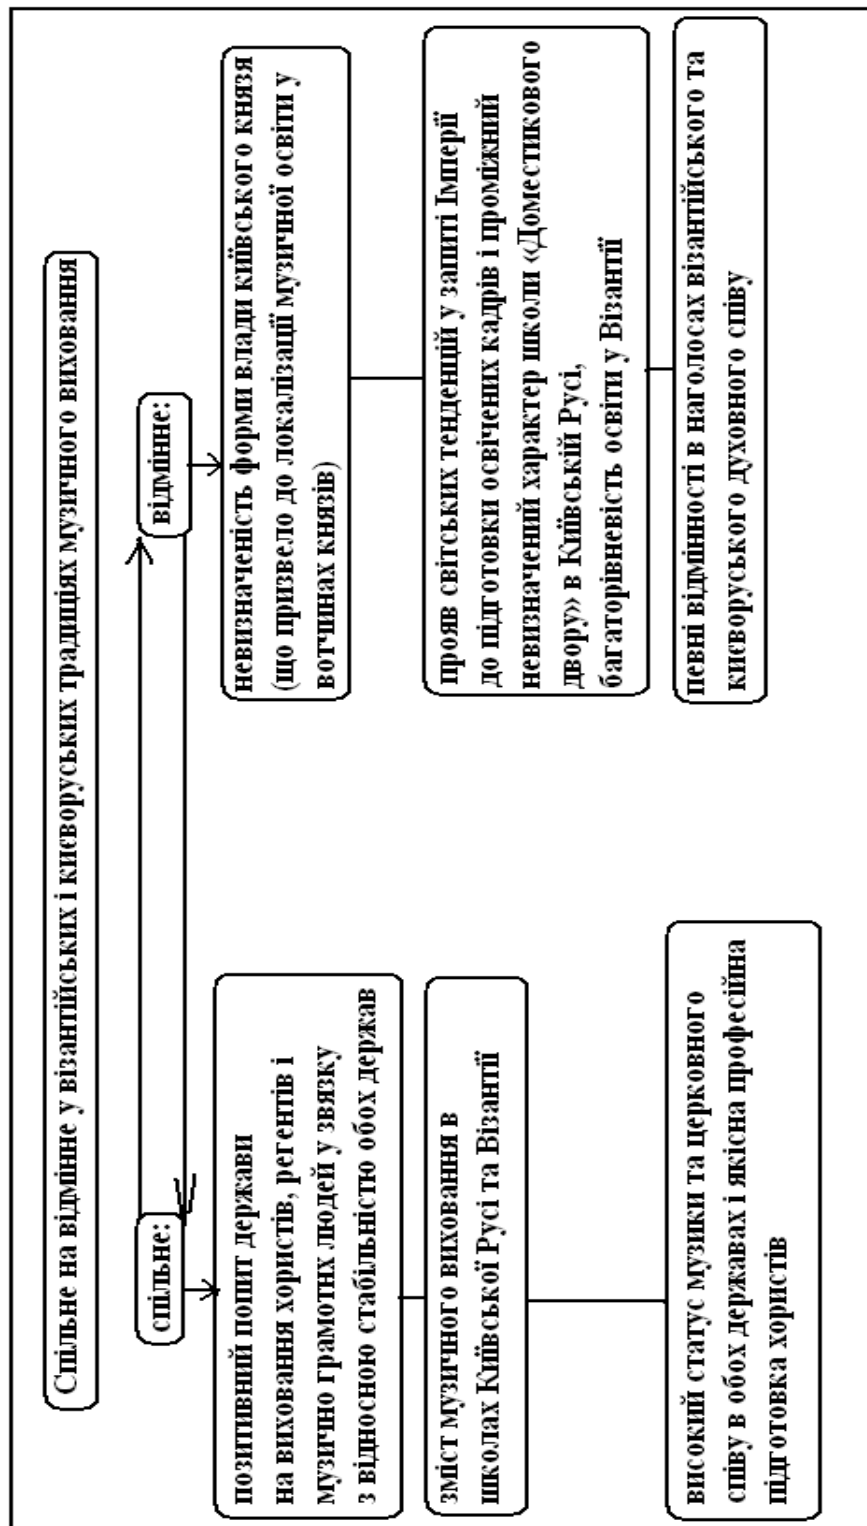 Спільне на відмінне у візантійських і києворуських традиціях музичного виховання
спільне:
позитивний попит держави
на виховання хористів, регентів і
музично грамотнх людей у звязку
з відносною стабільністю обох держав
зміст музичного виховання в
школах Київської Русі та Візантії
високий статус музики та церковного
співу в обох державах і якісна професійна
підготовка хористів
відмінне:
невизначеність форми влади київського князя
(що призвело до локалізації музичної освіти у
вотчинах князів)
прояв світських тенденцій у запиті Імперії
до підготовки освічених кадрів і проміжний
невизначений характер школи «Доместикового
двору» в Київській Русі,
багаторівневість освіти у Візантії
певні відмінності в наголосах візантійського та
києворуського духовного співу